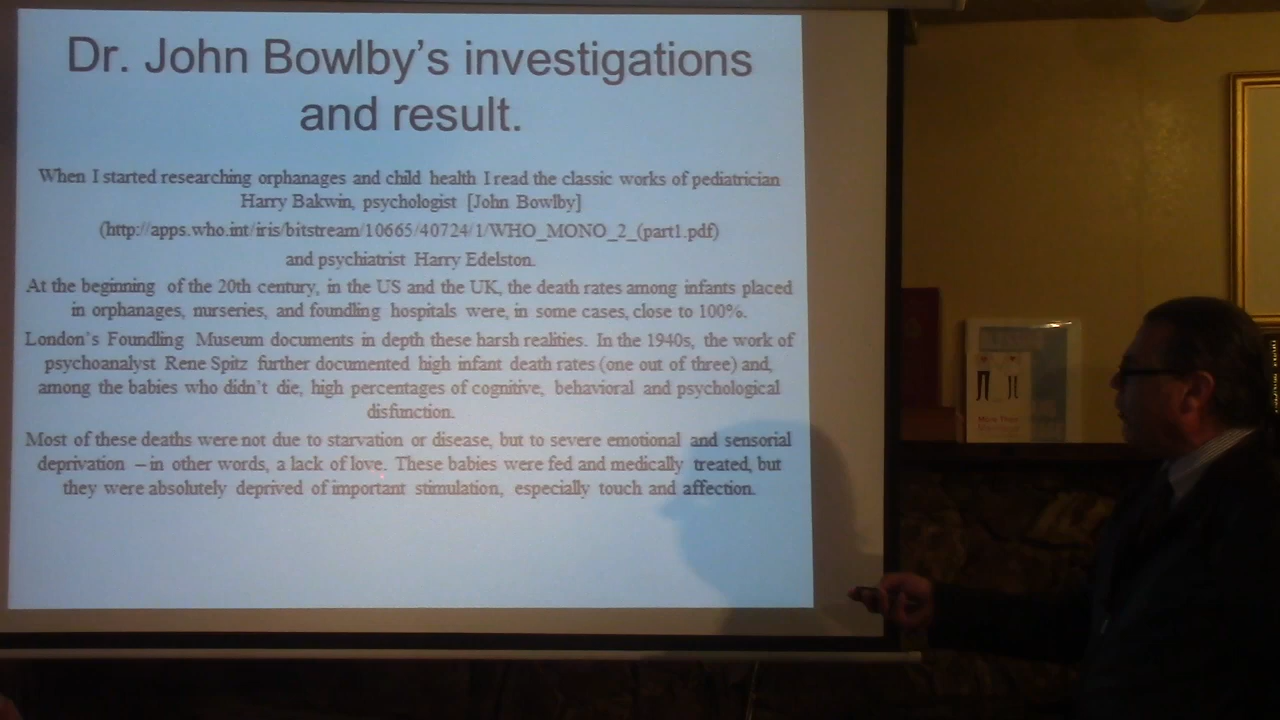 Dr. John Bowlby's investigations
and result.
When I started researching orphanages and child health I read the classic works of pediatrician
Harry Bakwin, psychologist [John Bowlby]
(http://apps.who.int/iris/bitstream/10665/40724/1/WHO_MONO_2_(part1.pdf)
and psychiatrist Harry Edelston.
At the beginning of the 20th century, in the US and the UK, the death rates among infants placed
in orphanages, nurseries, and foundling hospitals were, in some cases, close to 100%.
London's Foundling Museum documents in depth these harsh realities. In the 1940s, the work of
psychoanalyst Rene Spitz further documented high infant death rates (one out of three) and,
among the babies who didn't die, high percentages of cognitive, behavioral and psychological
disfunction.
Most of these deaths were not due to starvation or disease, but to severe emotional and sensorial
deprivation – in other words, a lack of love. These babies were fed and medically treated, but
they were absolutely deprived of important stimulation, especially touch and affection.
More Than